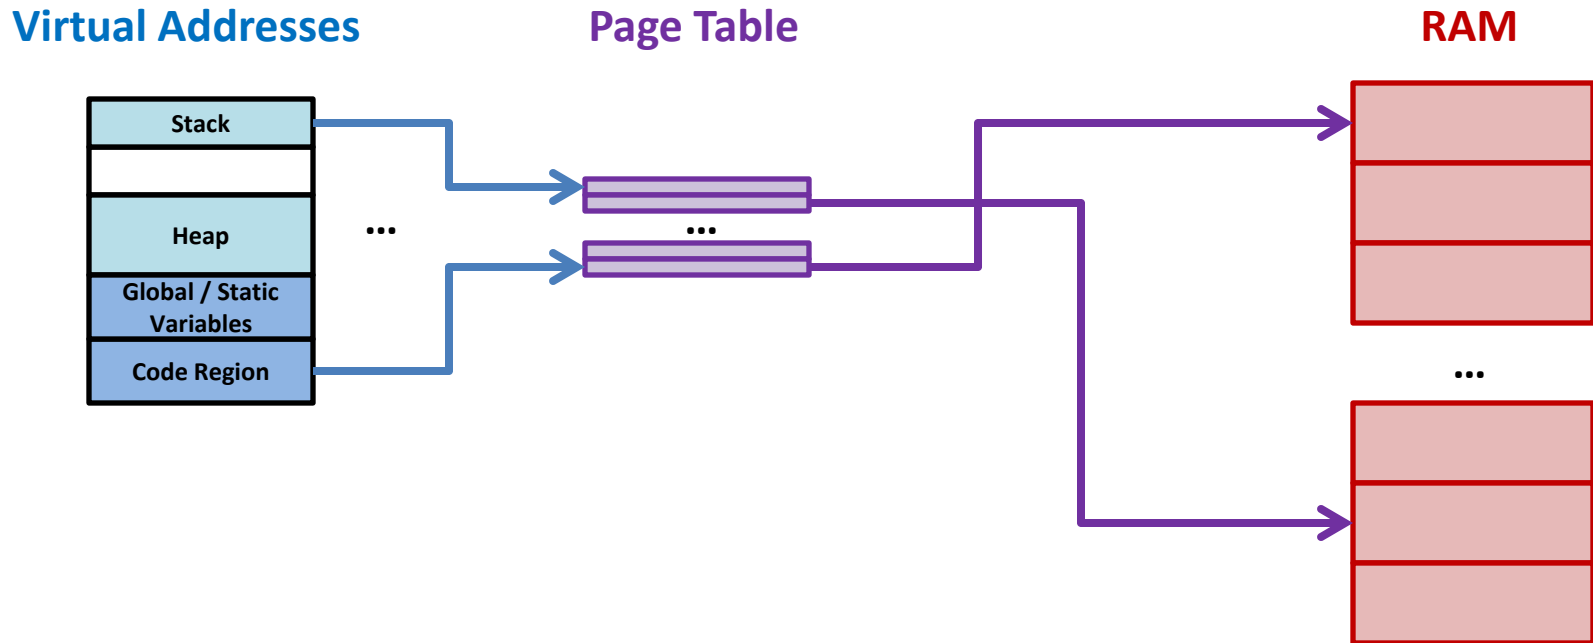 Virtual Addresses
Page Table
RAM
Stack
Heap
...
...
Global / Static
Variables
Code Region
...